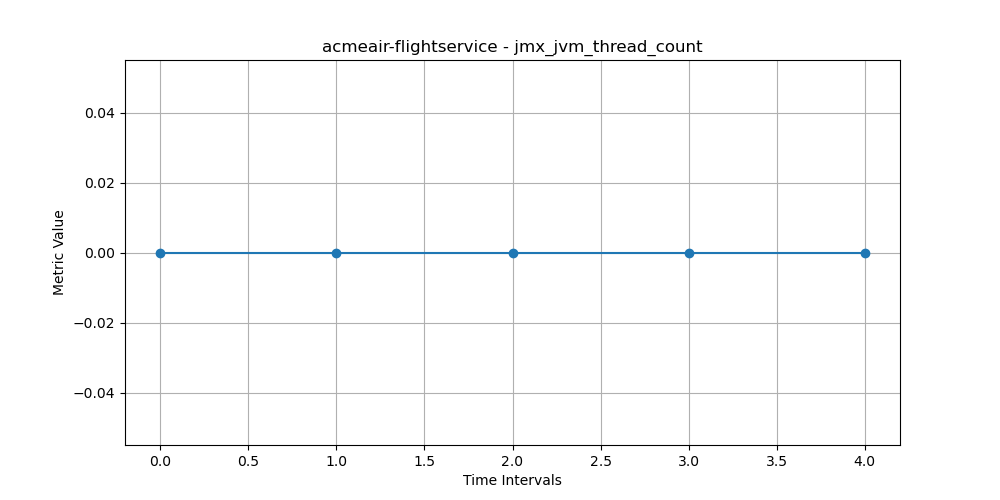 acmeair-flightservice - jmx_jvm_thread_count
Metric Value
0.04
0.02
0.00
−0.02
−0.04
0.0 0.5 1.0 1.5 2.0 2.5 3.0 3.5 4.0
Time Intervals